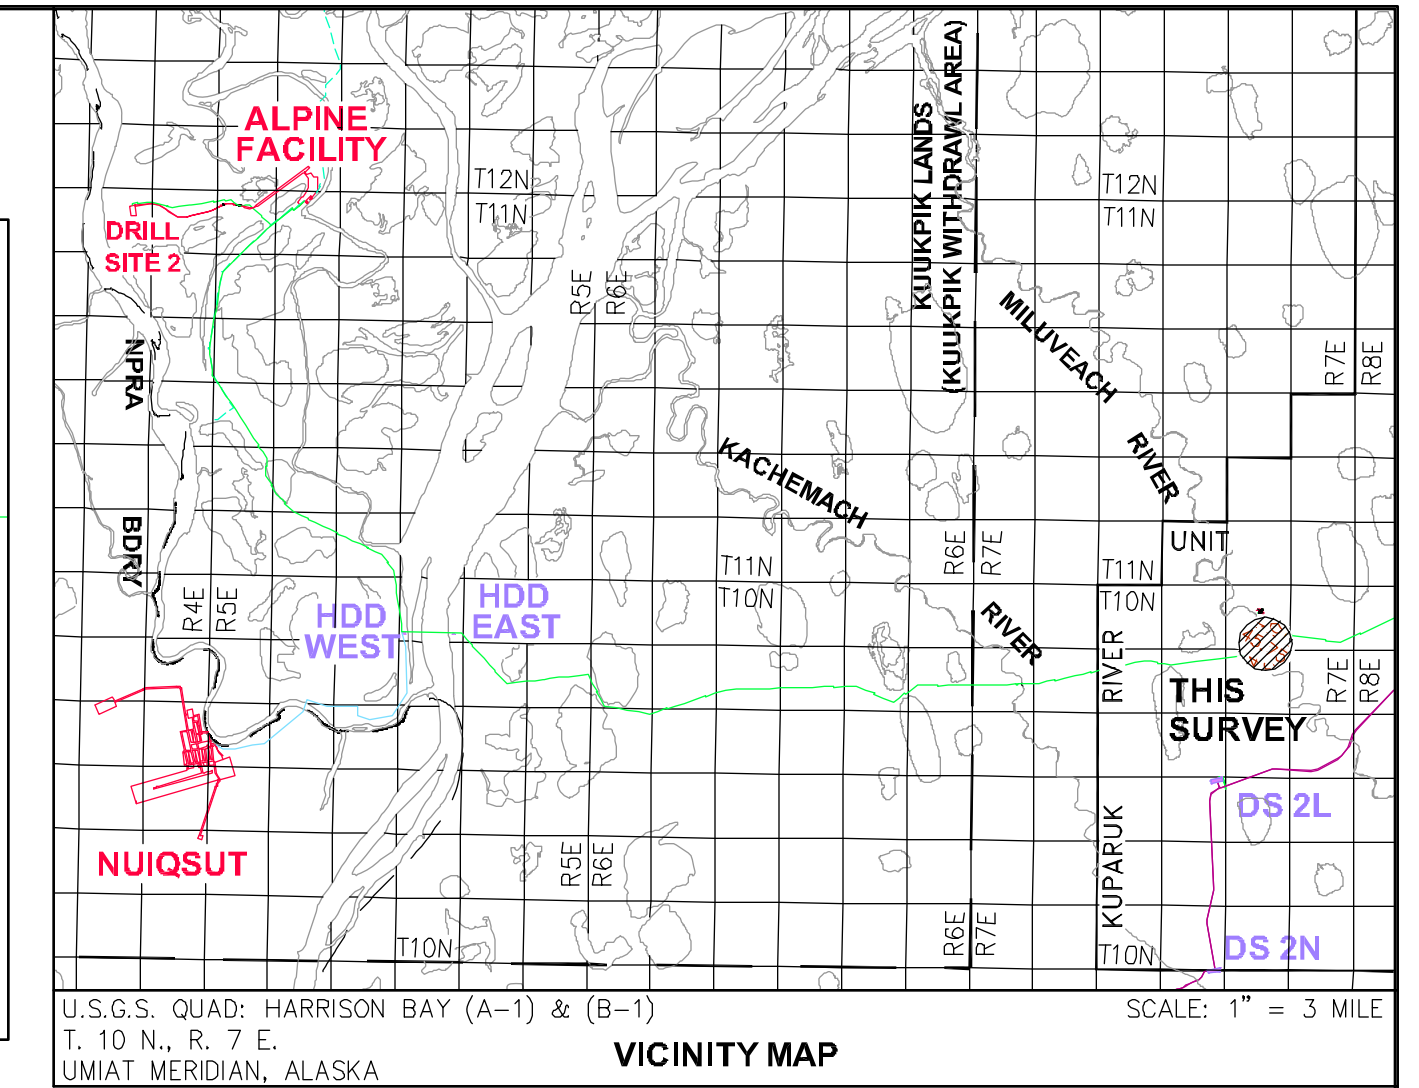 ALPINE
FACILITY
DRILL
SITE 2
T12N
T11N
T12N
T11N
KUUKPIK LANDS
(KUUKPIK WITHDRAWL AREA)
R5E
R6E
MILUVEACH
RIVER
R7E
R8E
NPRA
BDRY
KACHEMACH
RIVER
R4E
R5E
HDD
WEST
HDD
EAST
T11N
T10N
R6E
R7E
UNIT
T11N
T10N
RIVER
KUPARUK
THIS
SURVEY
R7E
R8E
DS 2L
NUIQSUT
R5E
R6E
R6E
R7E
T10N
T10N
DS 2N
U.S.G.S. QUAD: HARRISON BAY (A-1) & (B-1)
SCALE: 1" = 3 MILE
T. 10 N., R. 7 E.
VICINITY MAP
UMIAT MERIDIAN, ALASKA